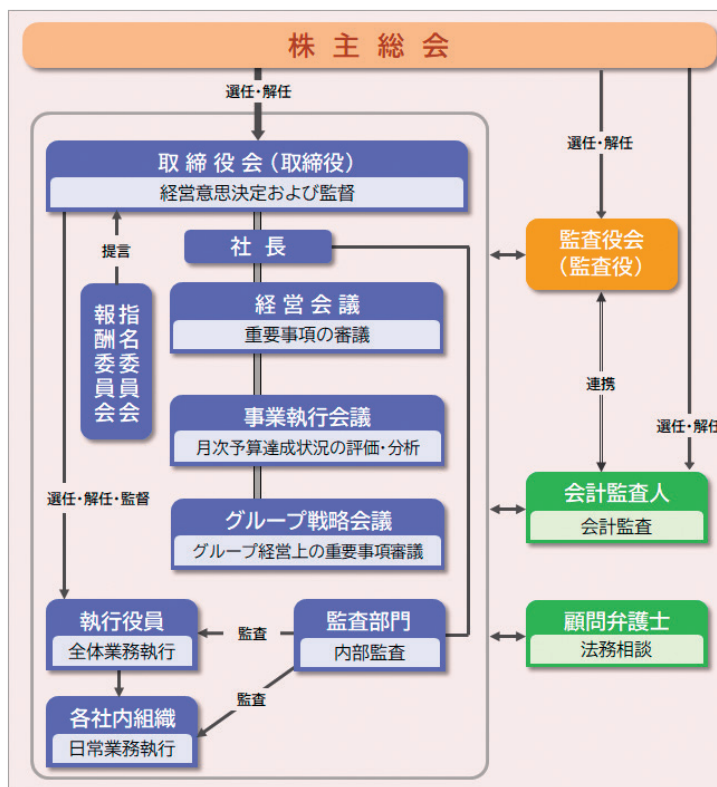 株主総会
選任・解任
選任・解任
取締役会（取締役）
経営意思決定および監督
提言
社長
監査役会
（監査役）
指名委員会
報酬委員会
経営会議
重要事項の審議
連携
事業執行会議
月次予算達成状況の評価・分析
選任・解任
選任・解任・監督
グループ戦略会議
グループ経営上の重要事項審議
会計監査人
会計監査
執行役員
全体業務執行
監査
監査部門
内部監査
顧問弁護士
法務相談
監査
各社内組織
日常業務執行